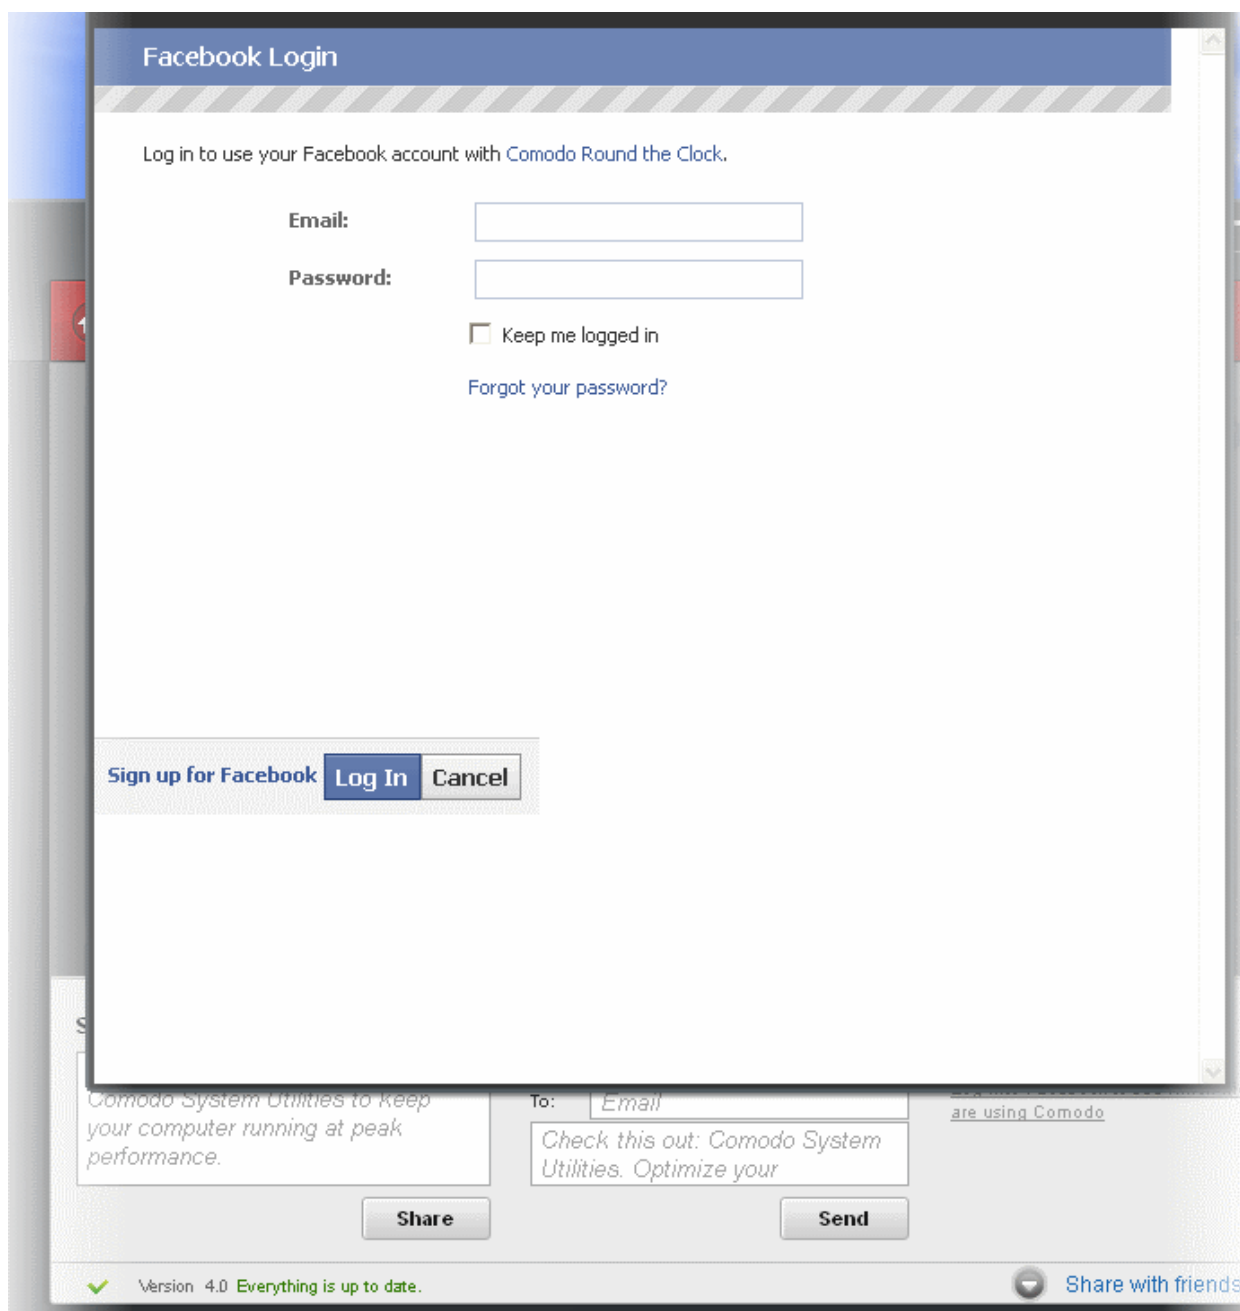 Facebook Login
Log in to use your Facebook account with Comodo Round the Clock.
Email:
Password:
Keep me logged in
Forgot your password?
Sign up for Facebook Log In Cancel
S
Comodo System Utilities to keep
your computer running at peak
performance.
Share
To: Email
Check this out: Comodo System
Utilities. Optimize your
Send
are using Comodo
Version 4.0 Everything is up to date.
Share with friends